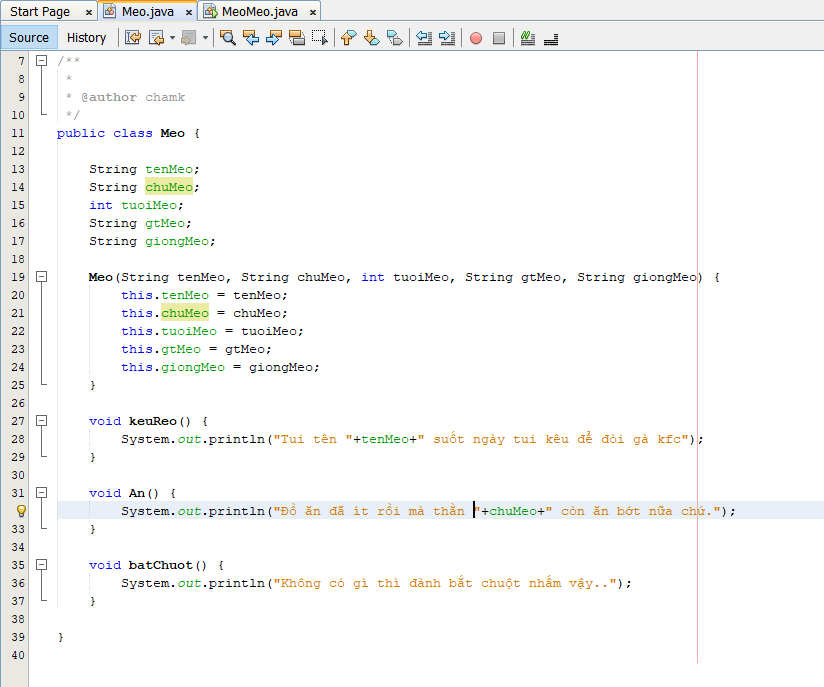 Start Page × Meo.java × MeoMeo.java ×
Source History
7 /**
8 *
9 * @author chamk
10 */
11 public class Meo {
12
13 String tenMeo;
14 String chuMeo;
15 int tuoiMeo;
16 String gtMeo;
17 String giongMeo;
18
19 Meo(String tenMeo, String chuMeo, int tuoiMeo, String gtMeo, String giongMeo) {
20 this.tenMeo = tenMeo;
21 this.chuMeo = chuMeo;
22 this.tuoiMeo = tuoiMeo;
23 this.gtMeo = gtMeo;
24 this.giongMeo = giongMeo;
25 }
26
27 void keuReo() {
28 System.out.println("Tui tên "+tenMeo+" suốt ngày tui kêu để đòi gà kfc");
29 }
30
31 void An() {
System.out.println("Đồ ăn đã ít rồi mà thằn "+chuMeo+" còn ăn bớt nữa chứ.");
33 }
34
35 void batChuot() {
36 System.out.println("Không có gì thì đành bắt chuột nhấm vậy..");
37 }
38
39 }
40